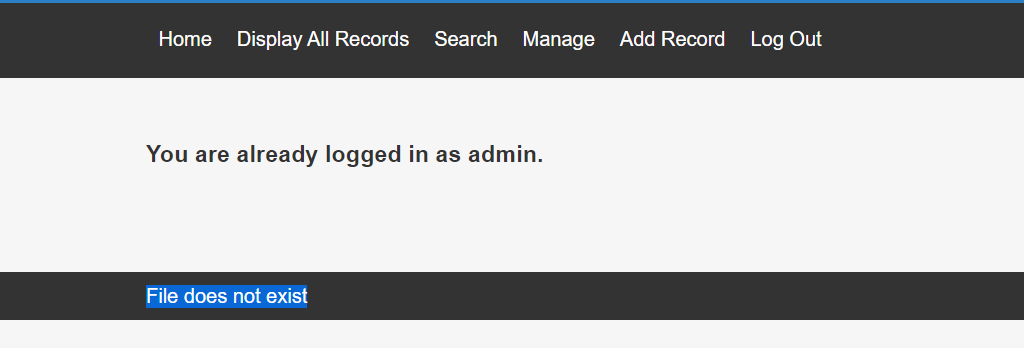 Home Display All Records Search Manage Add Record Log Out
You are already logged in as admin.
File does not exist